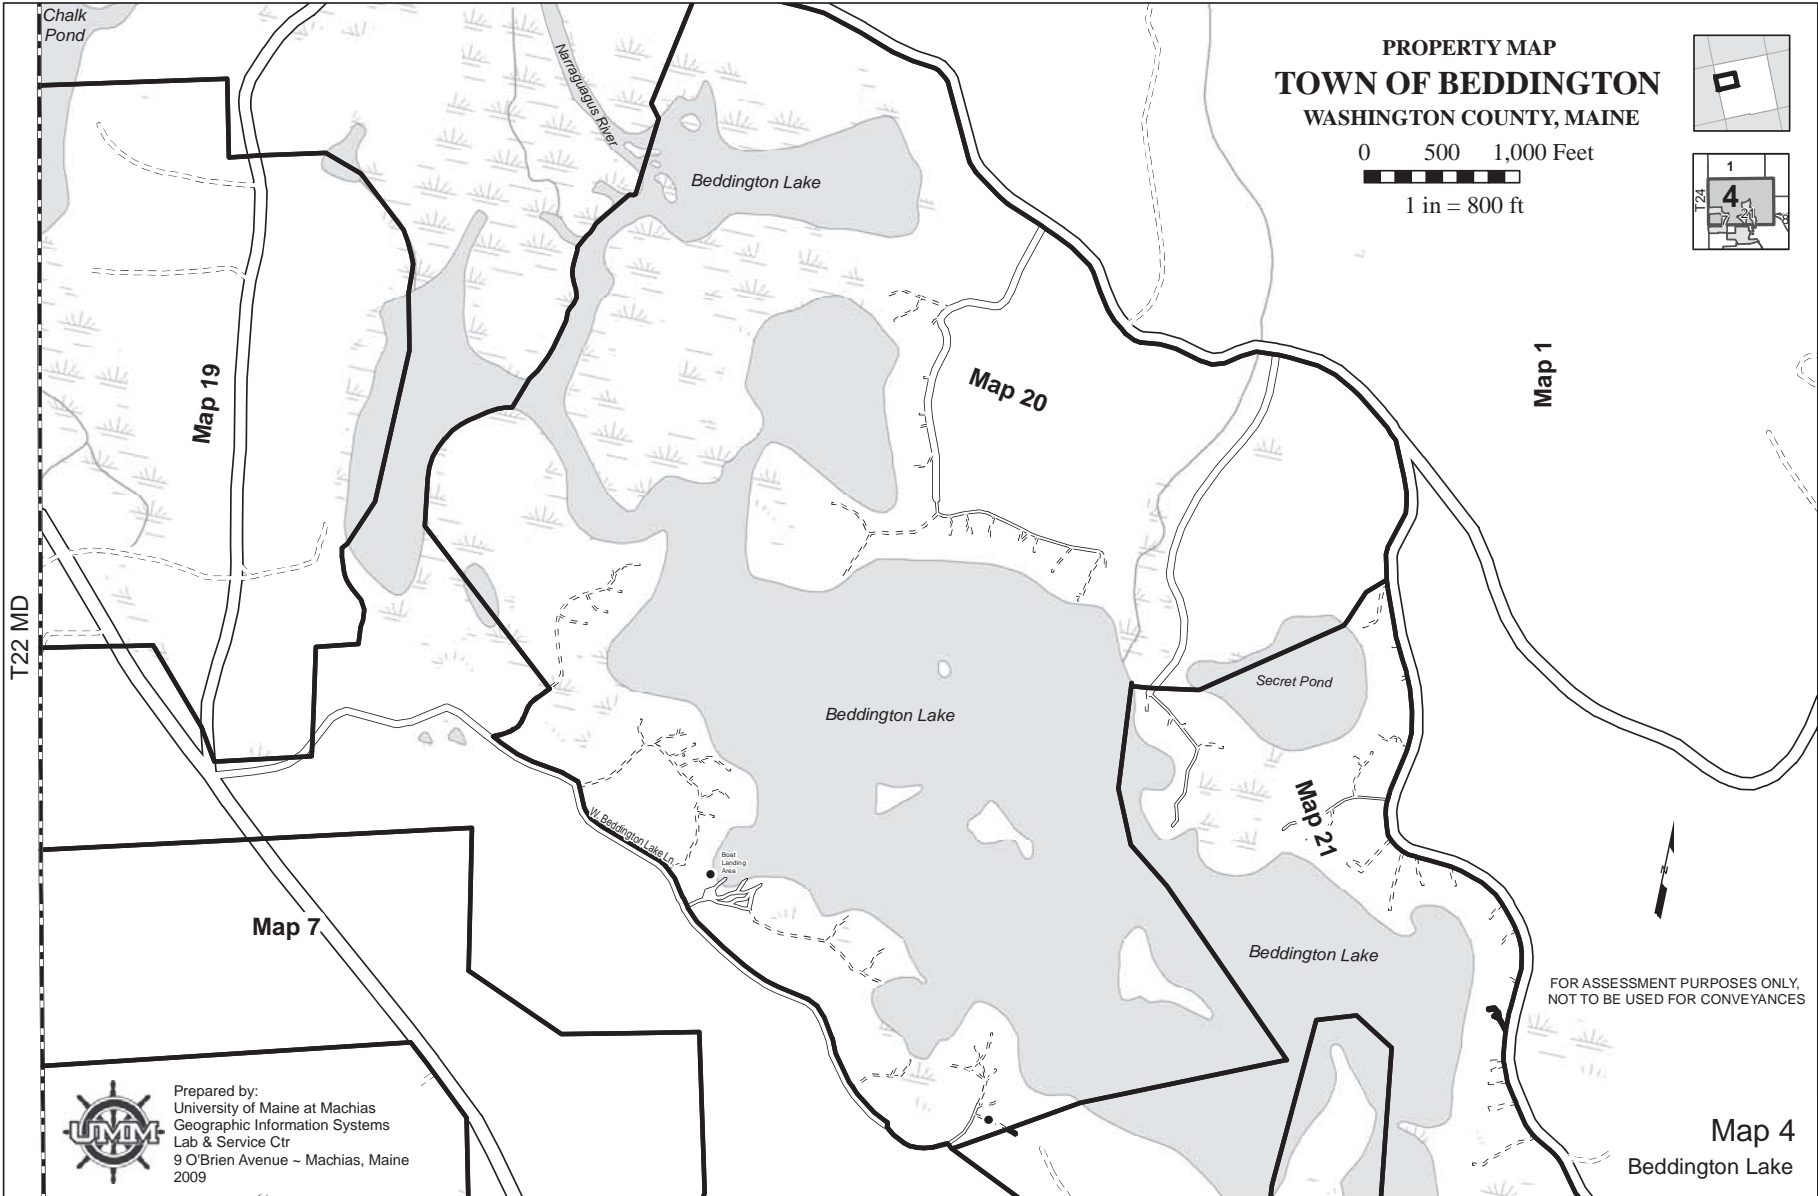 Chalk
Pond
Narraguagus River
Beddington Lake
PROPERTY MAP
TOWN OF BEDDINGTON
WASHINGTON COUNTY, MAINE
0 500 1,000 Feet
1 in = 800 ft
1
T24
4
7
21
8
Map 19
Map 20
Map 1
T22 MD
Secret Pond
Beddington Lake
Map 21
W. Beddington Lake Ln
Boat
Landing
Area
Map 7
Beddington Lake
N
FOR ASSESSMENT PURPOSES ONLY,
NOT TO BE USED FOR CONVEYANCES
UMM
Prepared by:
University of Maine at Machias
Geographic Information Systems
Lab & Service Ctr
9 O'Brien Avenue ~ Machias, Maine
2009
Map 4
Beddington Lake